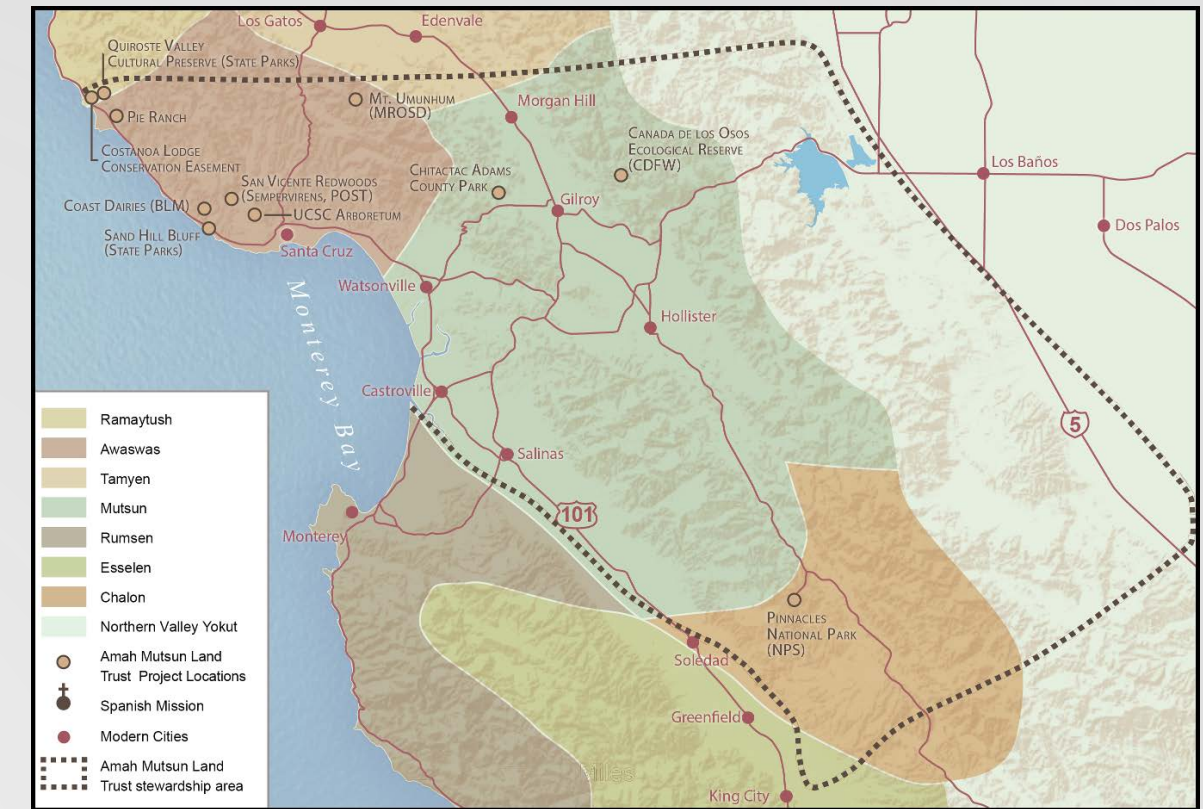 Los Gatos
Edenvale
Quiroste Valley
Cultural Preserve (State Parks)
Mt. Umunhum
(MROSD)
Morgan Hill
Pie Ranch
Costanoa Lodge
Conservation Easement
Canada de los Osos
Ecological Reserve
(CDFW)
Los Baños
Chitactac Adams
County Park
San Vicente Redwoods
(Sempervirens, POST)
Coast Dairies (BLM)
UCSC Arboretum
Gilroy
Dos Palos
Sand Hill Bluff
(State Parks)
Santa Cruz
Watsonville
Monterey Bay
Hollister
Castroville
5
Salinas
101
Monterey
Pinnacles
National Park
(NPS)
Soledad
Greenfield
Miles
King City
Ramaytush
Awaswas
Tamyen
Mutsun
Rumsen
Esselen
Chalon
Northern Valley Yokut
Amah Mutsun Land
Trust Project Locations
Spanish Mission
Modern Cities
Amah Mutsun Land
Trust stewardship area